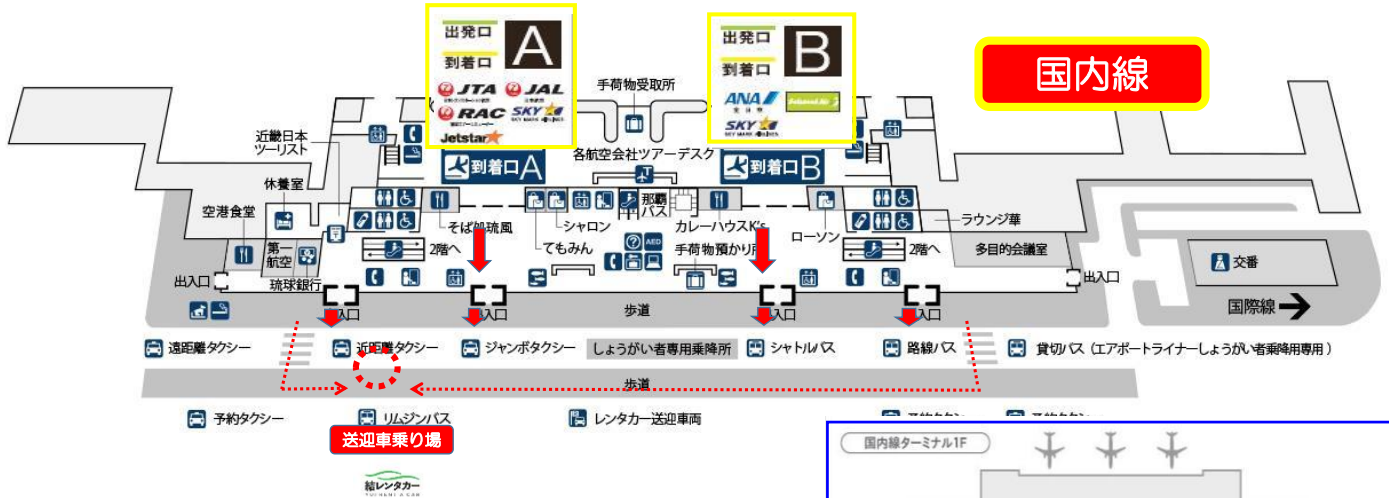 出発口
A
到着口
JTA
JAL
RAC
SKY
SKY MARK AIRLINES
Jetstar
手荷物受取所
出発口
B
到着口
ANA
SKY
SKY MARK AIRLINES
国内線
近畿日本
ツーリスト
到着口A
各航空会社ツアーデスク
到着口B
休養室
空港食堂
そば処琉風
シャロン
那覇
バス
カレーハウスK's
ローソン
ラウンジ華
てもみん
手荷物預かり所
AED
第一
航空
2階へ
2階へ
多目的会議室
交番
出入口
琉球銀行
出入口
国際線
入口
入口
歩道
入口
入口
遠距離タクシー
近距離タクシー
ジャンボタクシー
しょうがい者専用乗降所
シャトルバス
路線バス
貸切バス (エアポートライナーしょうがい者乗降用専用)
歩道
予約タクシー
リムジンバス
レンタカー送迎車両
送迎車乗り場
国内線ターミナル1F
結レンタカー
YUI RENT A CAR